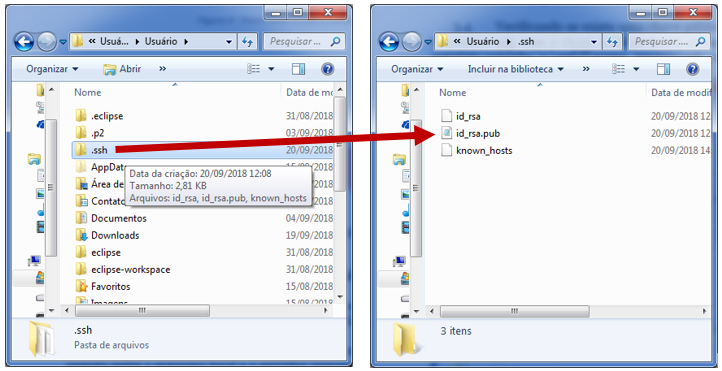 « Usuá... Usuário
Pesquisar ...
Organizar
Abrir
»
Nome
Data de mo
.eclipse 31/08/2018
.p2 03/09/2018
.ssh 20/09/2018
AppData
Área de
Contato
Data da criação: 20/09/2018 12:08
Tamanho: 2,81 KB
Arquivos: id_rsa, id_rsa.pub, known_hosts
Documentos 04/09/2018
Downloads 19/09/2018
eclipse 31/08/2018
eclipse-workspace 31/08/2018
Favoritos 15/08/2018
Imagens 15/08/2018
.ssh
Pasta de arquivos
« Usuário .ssh
Pesquisar ...
Organizar
Incluir na biblioteca
»
Nome
Data de modif
id_rsa 20/09/2018 12
id_rsa.pub 20/09/2018 12
known_hosts 20/09/2018 14
3 itens